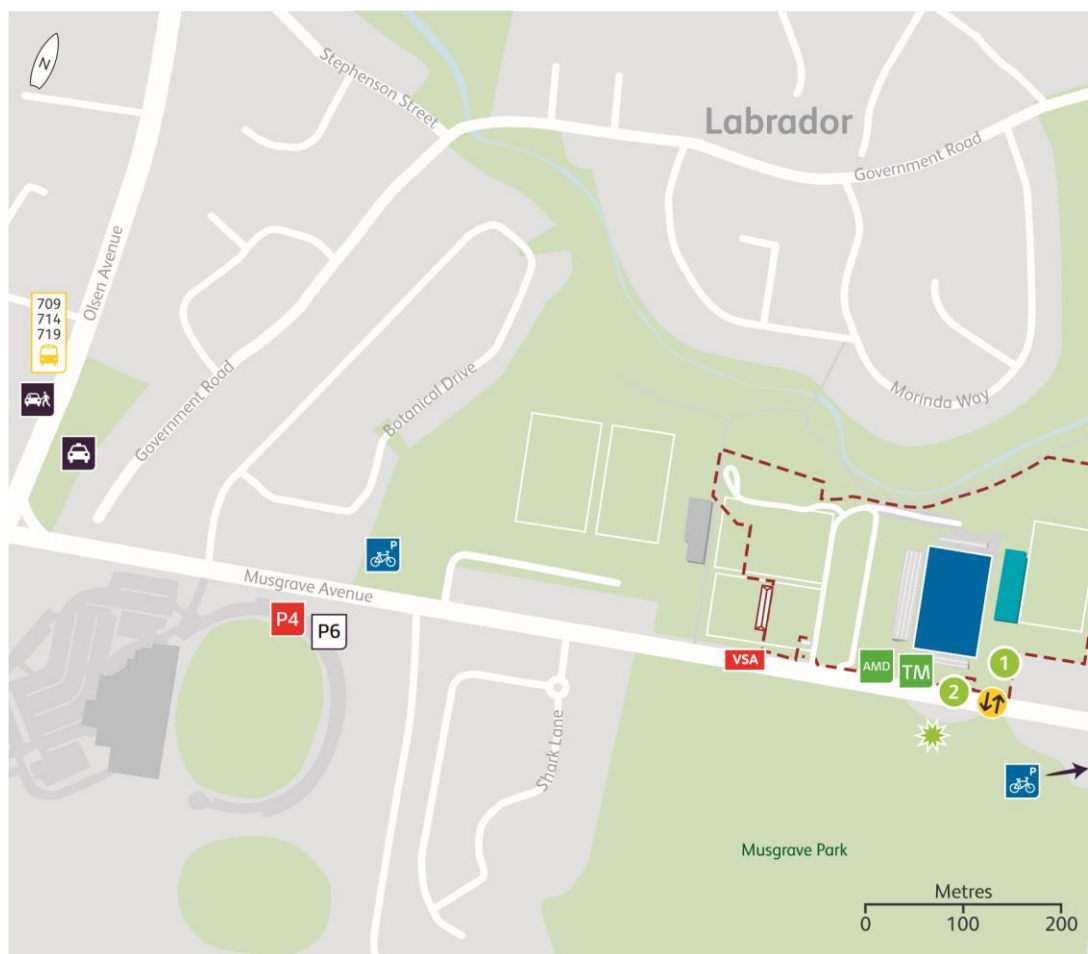 N
Stephenson Street
Labrador
Government Road
Olsen Avenue
709
714
719
Government Road
Botanical Drive
Morinda Way
P
Musgrave Avenue
P4
P6
VSA
AMD
TM
1
2
Shark Lane
P
Musgrave Park
Metres
0 100 200